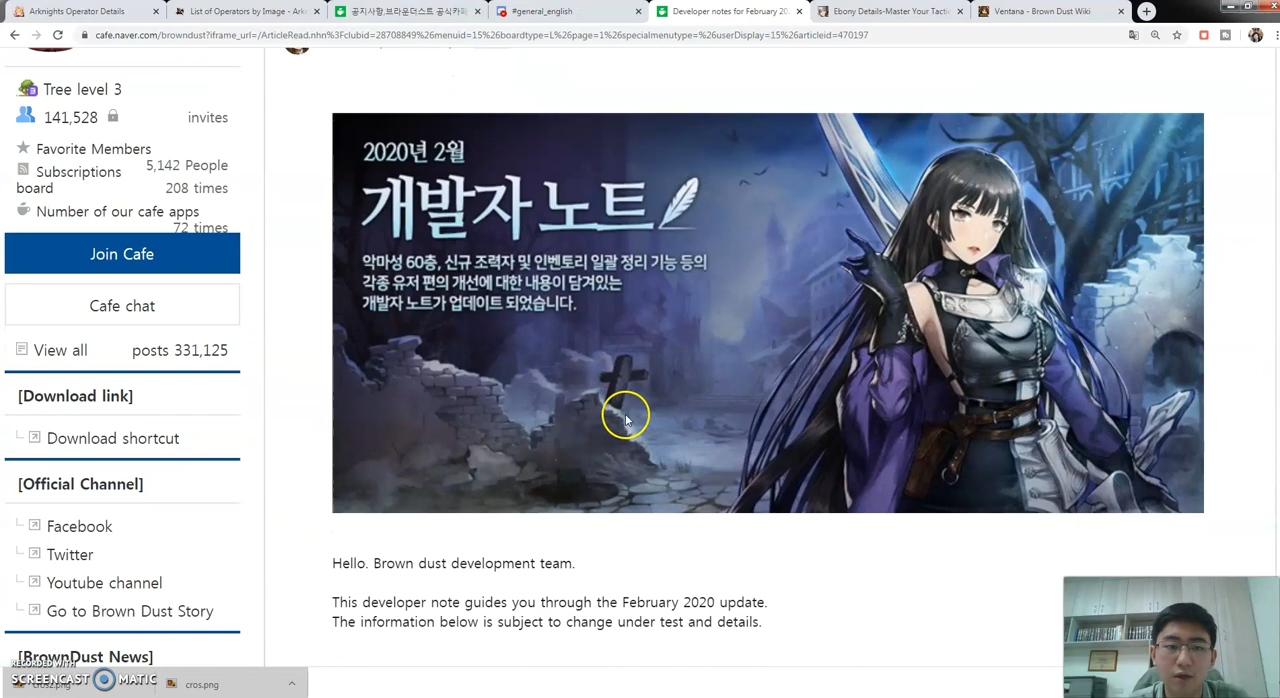 Arknights Operator Details
List of Operators by Image - Ark
공지사항,브라운더스트 공식카페
#general_english
Developer notes for February 20
Ebony Details-Master Your Tactic
Ventana - Brown Dust Wiki
cafe.naver.com/browndust?iframe_url=/ArticleRead.nhn%3Fclubid=28708849%26menuid=15%26boardtype=L%26page=1%26specialmenutype=%26userDisplay=15%26articleid=470197
Tree level 3
141,528 invites
Favorite Members 5,142 People
Subscriptions board 208 times
Number of our cafe apps 72 times
Join Cafe
Cafe chat
View all posts 331,125
[Download link]
Download shortcut
[Official Channel]
Facebook
Twitter
Youtube channel
Go to Brown Dust Story
[BrownDust News]
2020년 2월
개발자 노트
악마성 60층, 신규 조력자 및 인벤토리 일괄 정리 기능 등의
각종 유저 편의 개선에 대한 내용이 담겨있는
개발자 노트가 업데이트 되었습니다.
Hello. Brown dust development team.
This developer note guides you through the February 2020 update.
The information below is subject to change under test and details.
RECORDED WITH
SCREENCAST MATIC
cros.png